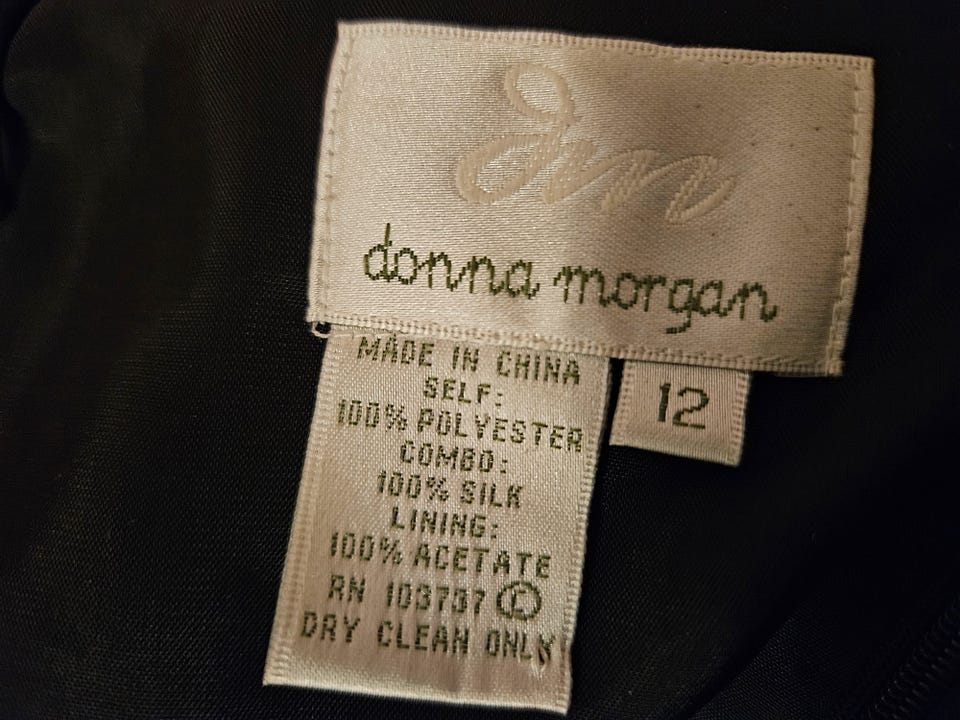 dm
donna morgan
12
MADE IN CHINA
SELF:
100% POLYESTER
COMBO:
100% SILK
LINING:
100% ACETATE
RN 103737 Ⓕ
DRY CLEAN ONLY